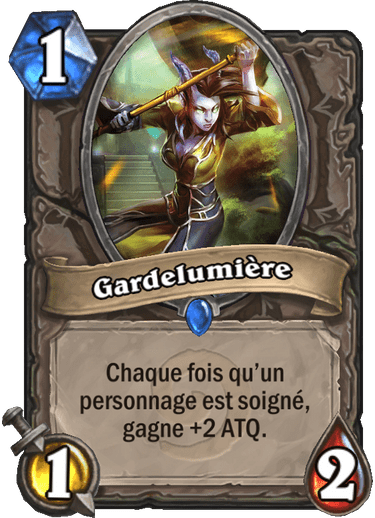 1
Gardelumière
Chaque fois qu'un
personnage est soigné,
gagne +2 ATQ.
1
2